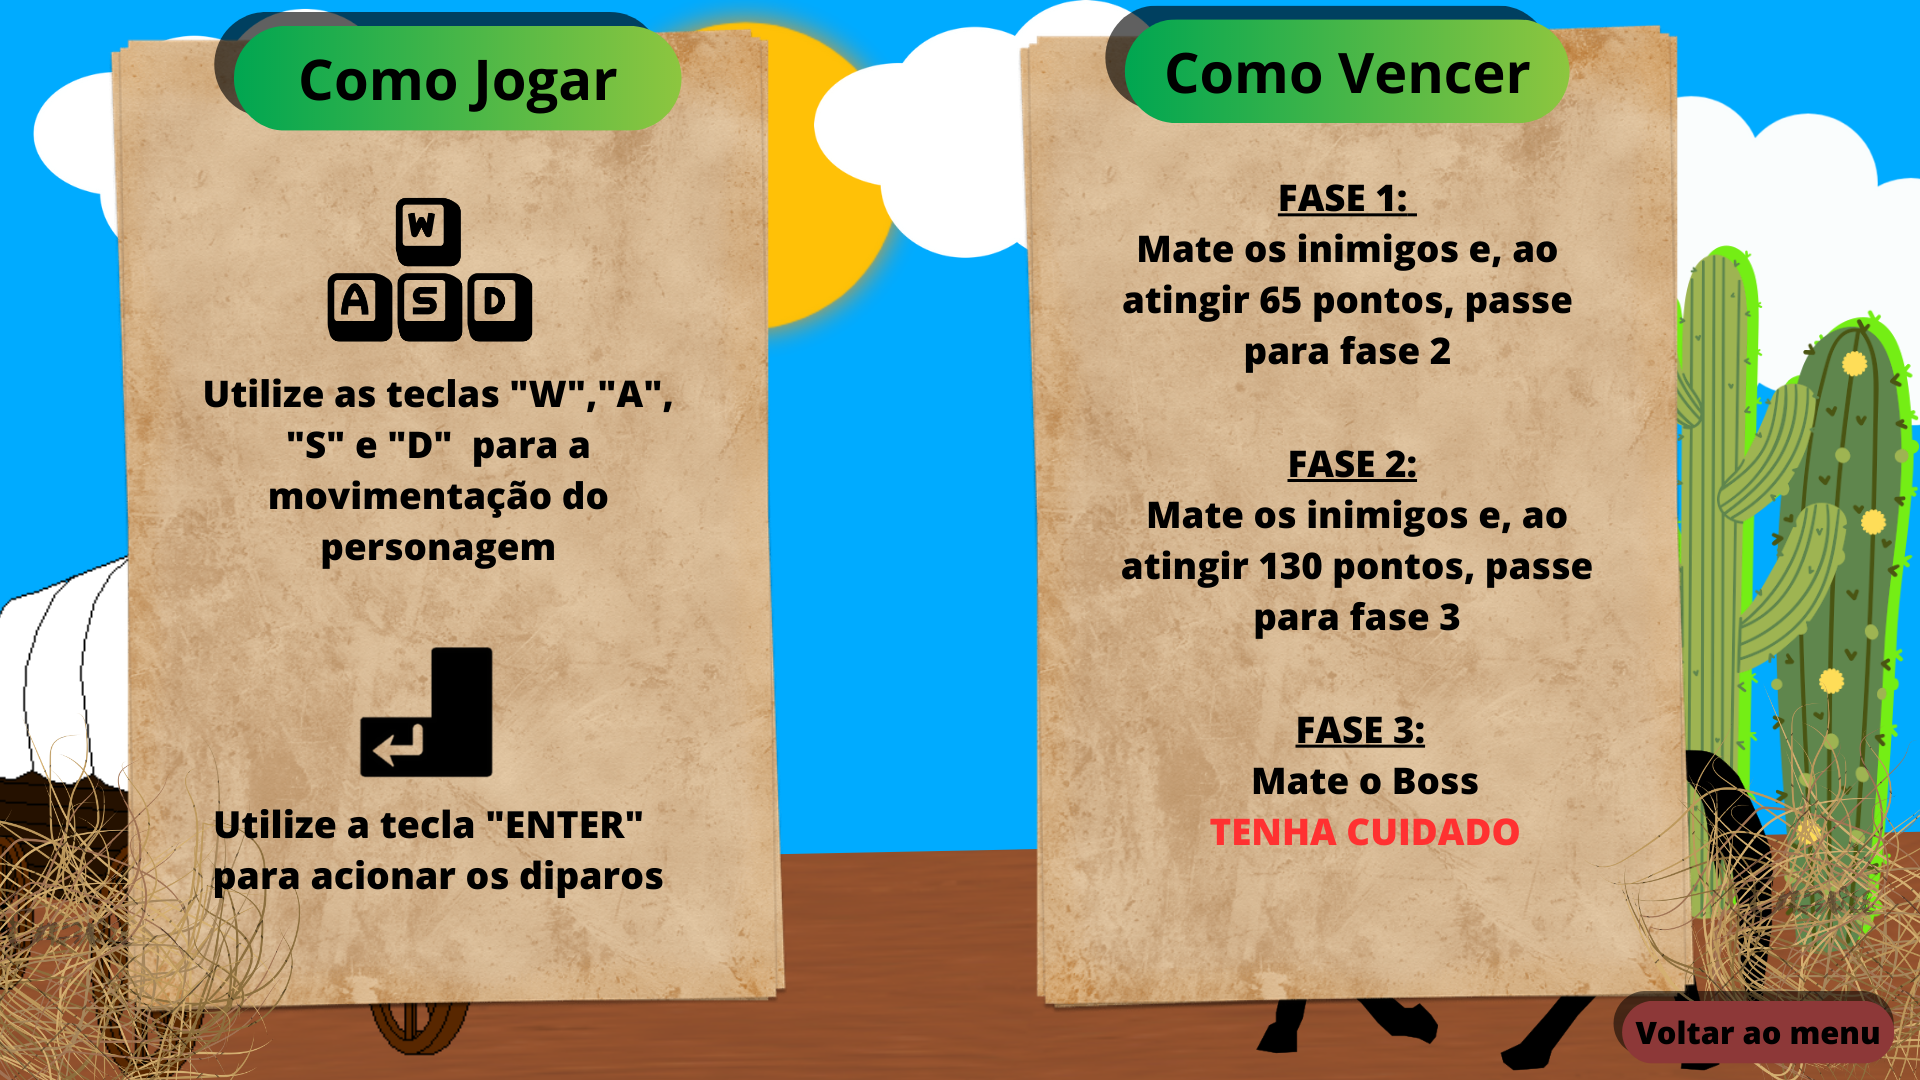 Como Jogar
W
A S D
Utilize as teclas "W","A",
"S" e "D"  para a
movimentação do
personagem
Utilize a tecla "ENTER"
para acionar os diparos
Como Vencer
FASE 1:
Mate os inimigos e, ao
atingir 65 pontos, passe
para fase 2
FASE 2:
Mate os inimigos e, ao
atingir 130 pontos, passe
para fase 3
FASE 3:
Mate o Boss
TENHA CUIDADO
Voltar ao menu